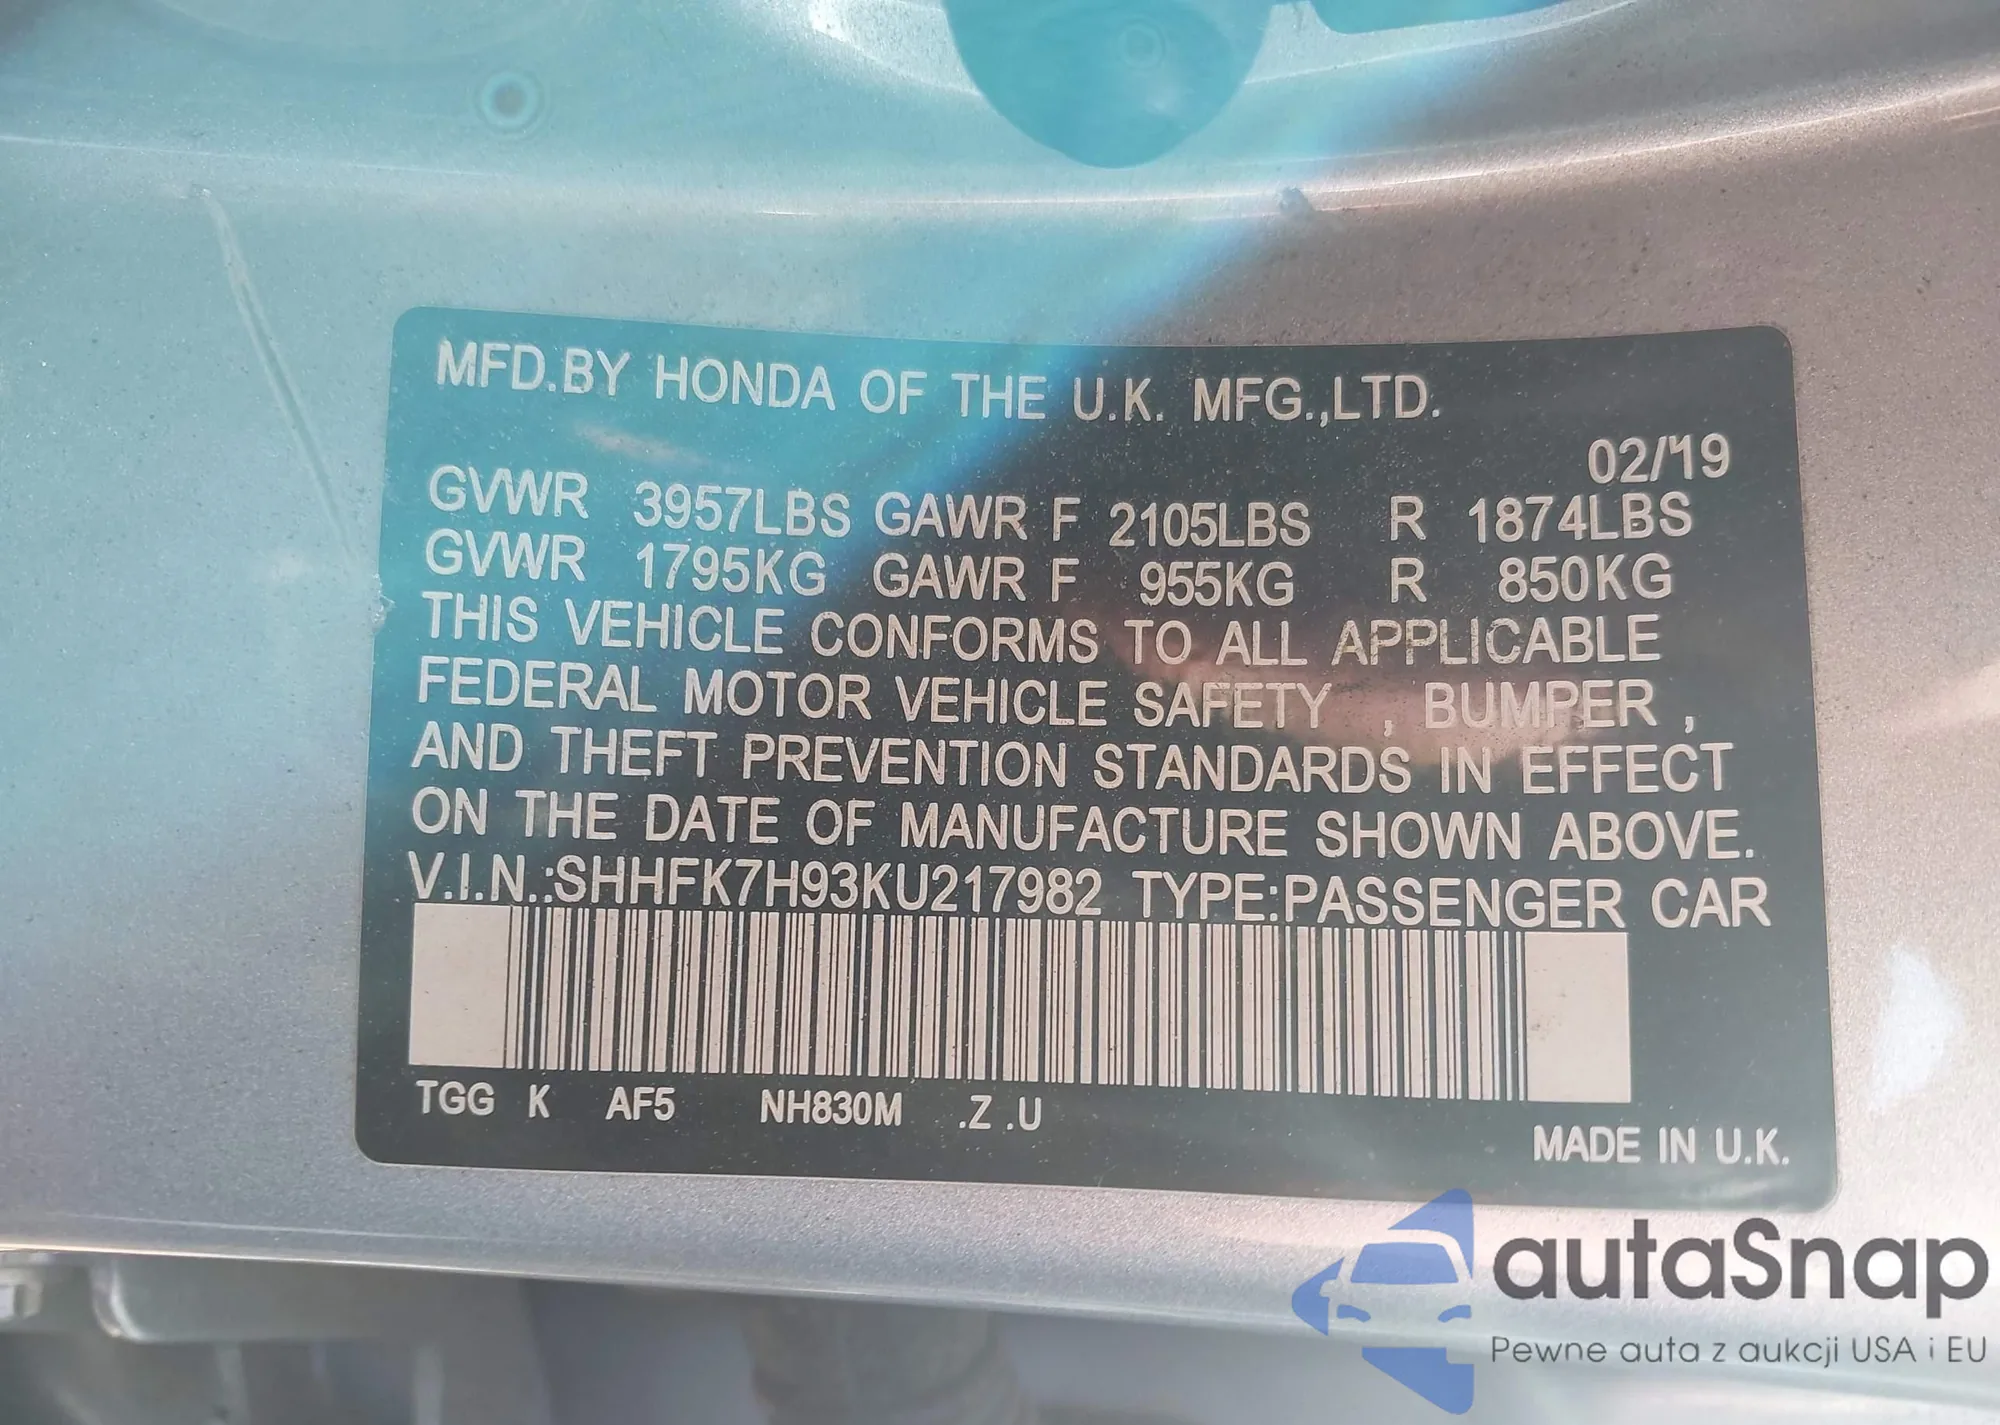 MFD.BY HONDA OF THE U.K. MFG.,LTD.
02/19
GVWR 3957LBS GAWR F 2105LBS R 1874LBS
GVWR 1795KG GAWR F 955KG R 850KG
THIS VEHICLE CONFORMS TO ALL APPLICABLE
FEDERAL MOTOR VEHICLE SAFETY , BUMPER ,
AND THEFT PREVENTION STANDARDS IN EFFECT
ON THE DATE OF MANUFACTURE SHOWN ABOVE.
V.I.N.:SHHFK7H93KU217982 TYPE:PASSENGER CAR
TGG K AF5 NH830M .Z .U
MADE IN U.K.
autaSnap
Pewne auta z aukcji USA i EU